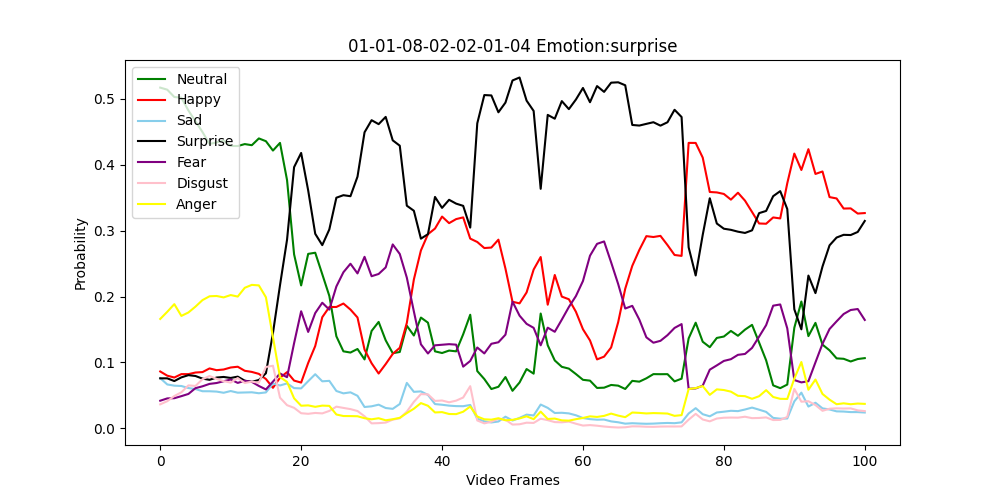 01-01-08-02-02-01-04 Emotion:surprise
Neutral
Happy
Sad
Surprise
Fear
Disgust
Anger
Probability
0.5
0.4
0.3
0.2
0.1
0.0
0 20 40 60 80 100
Video Frames